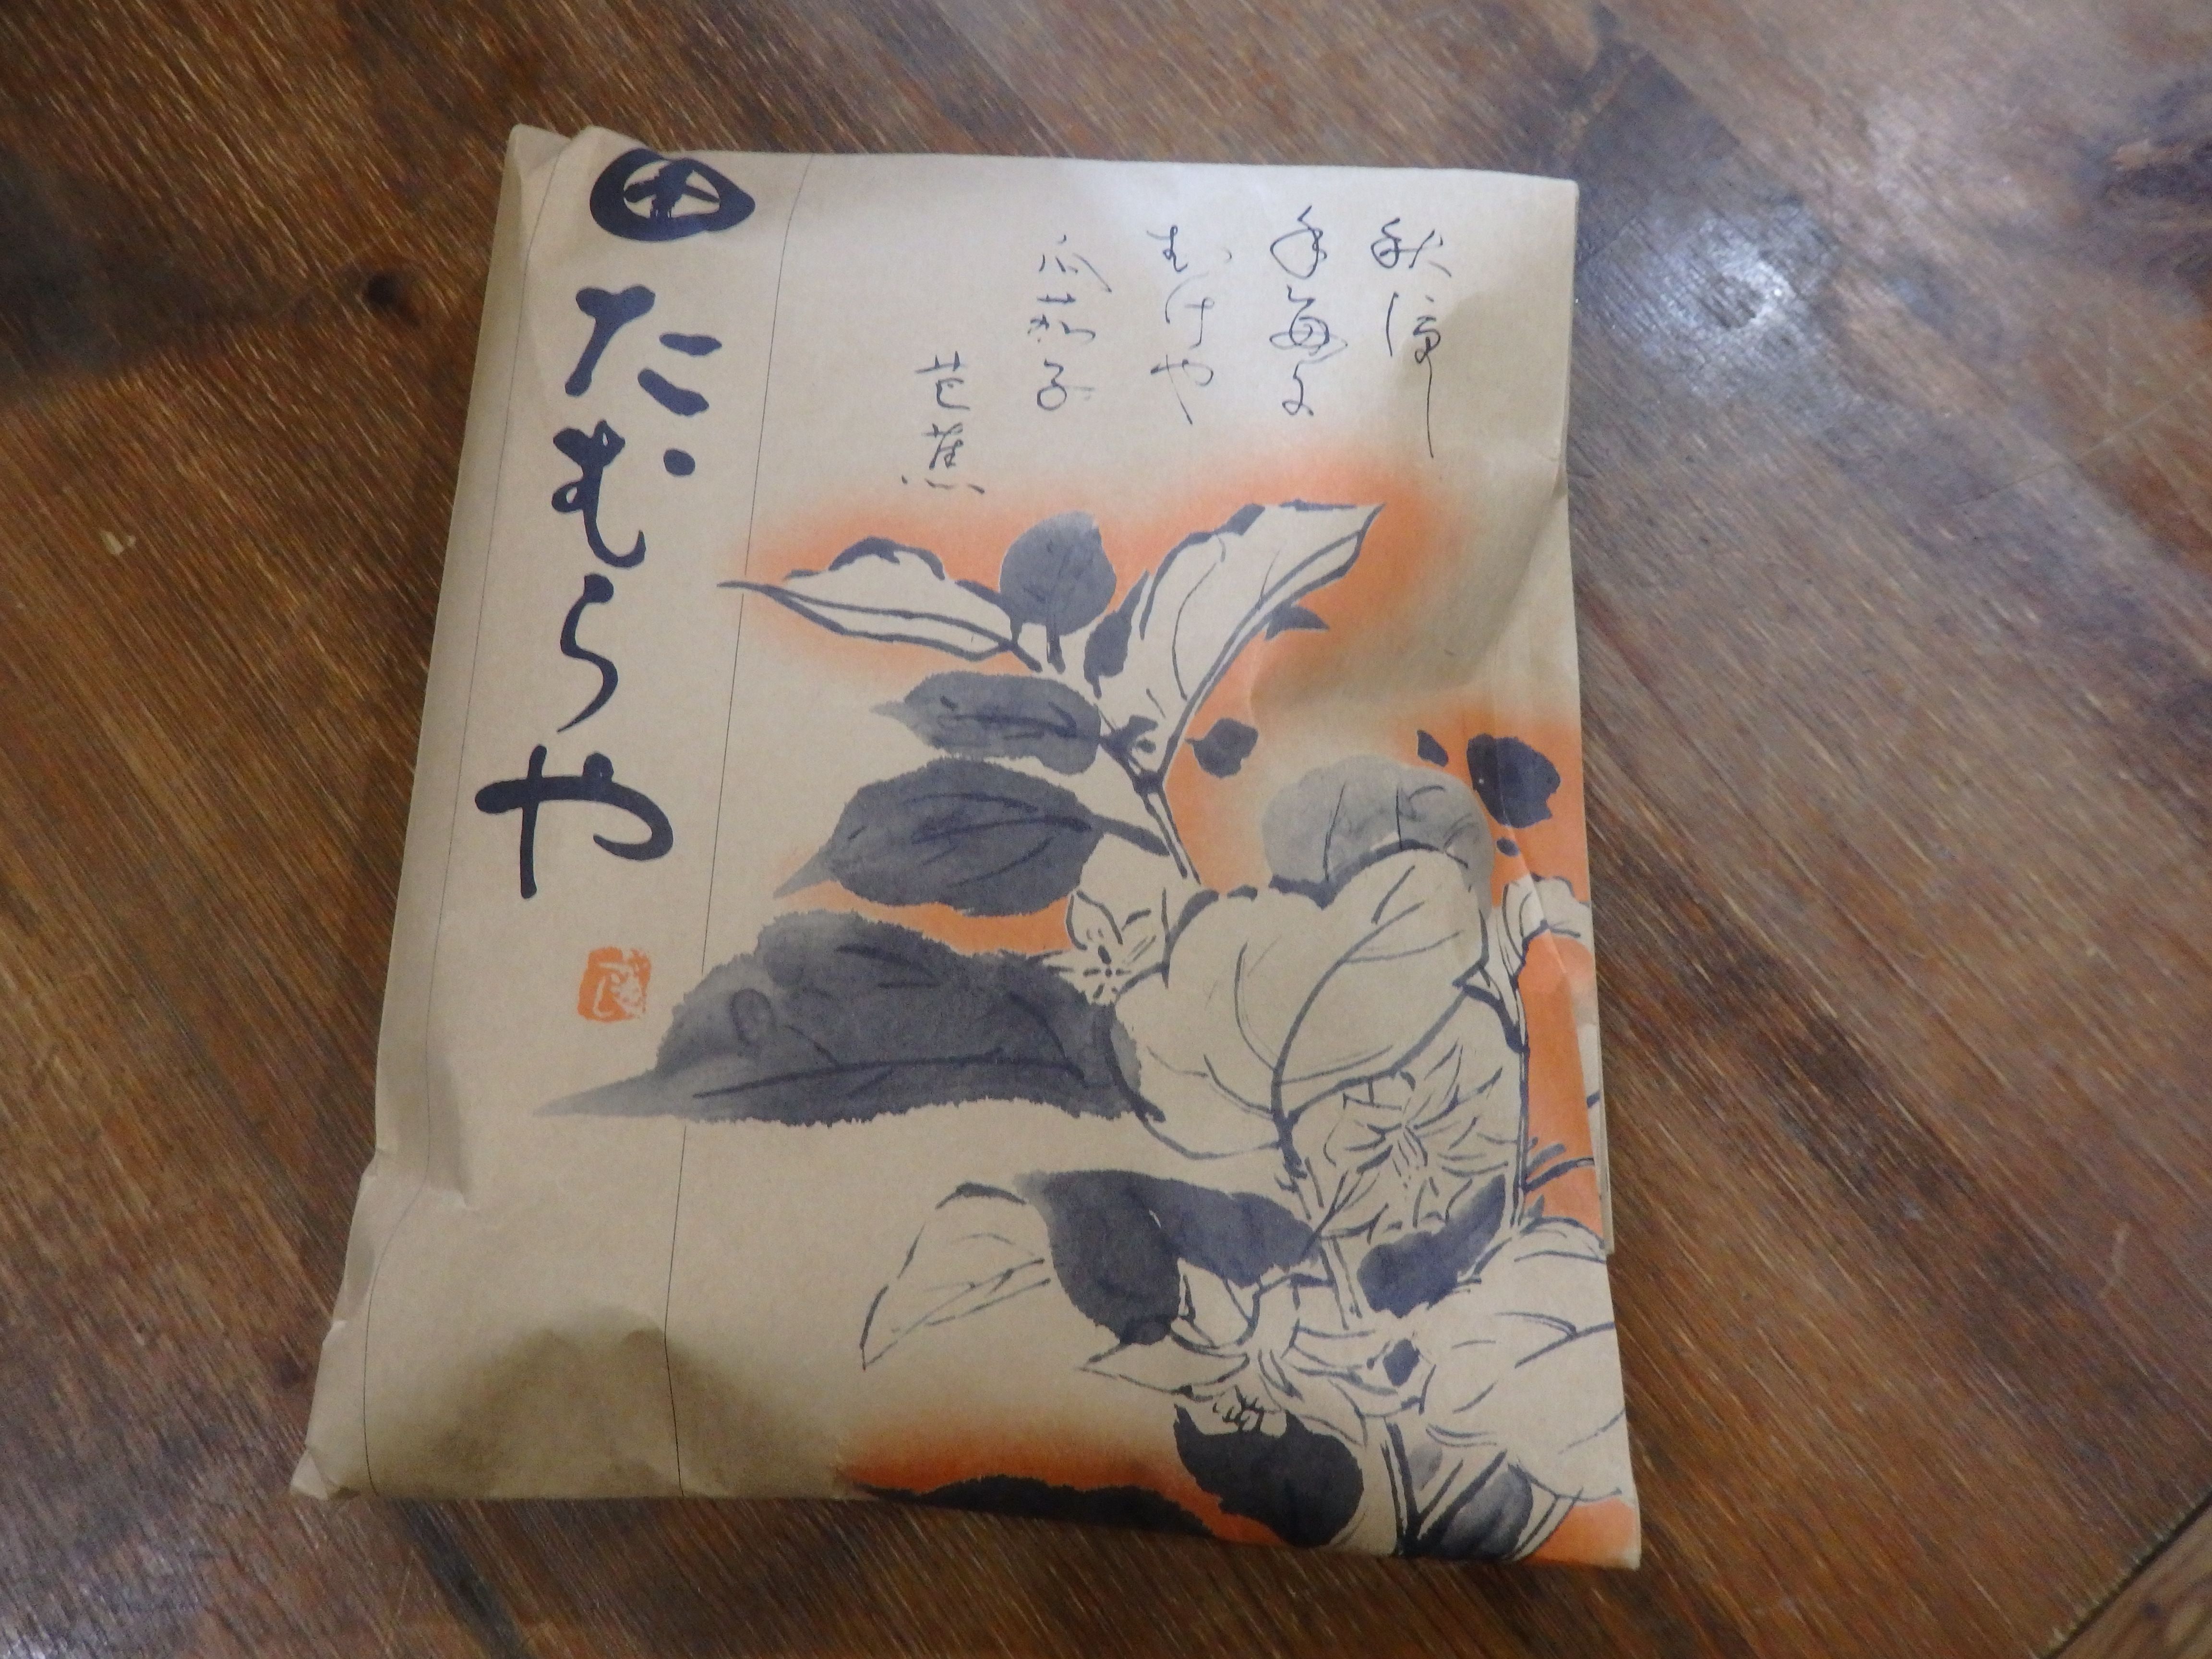 秋涼し
手毎に
むけや
瓜茄子
芭蕉
たむらや